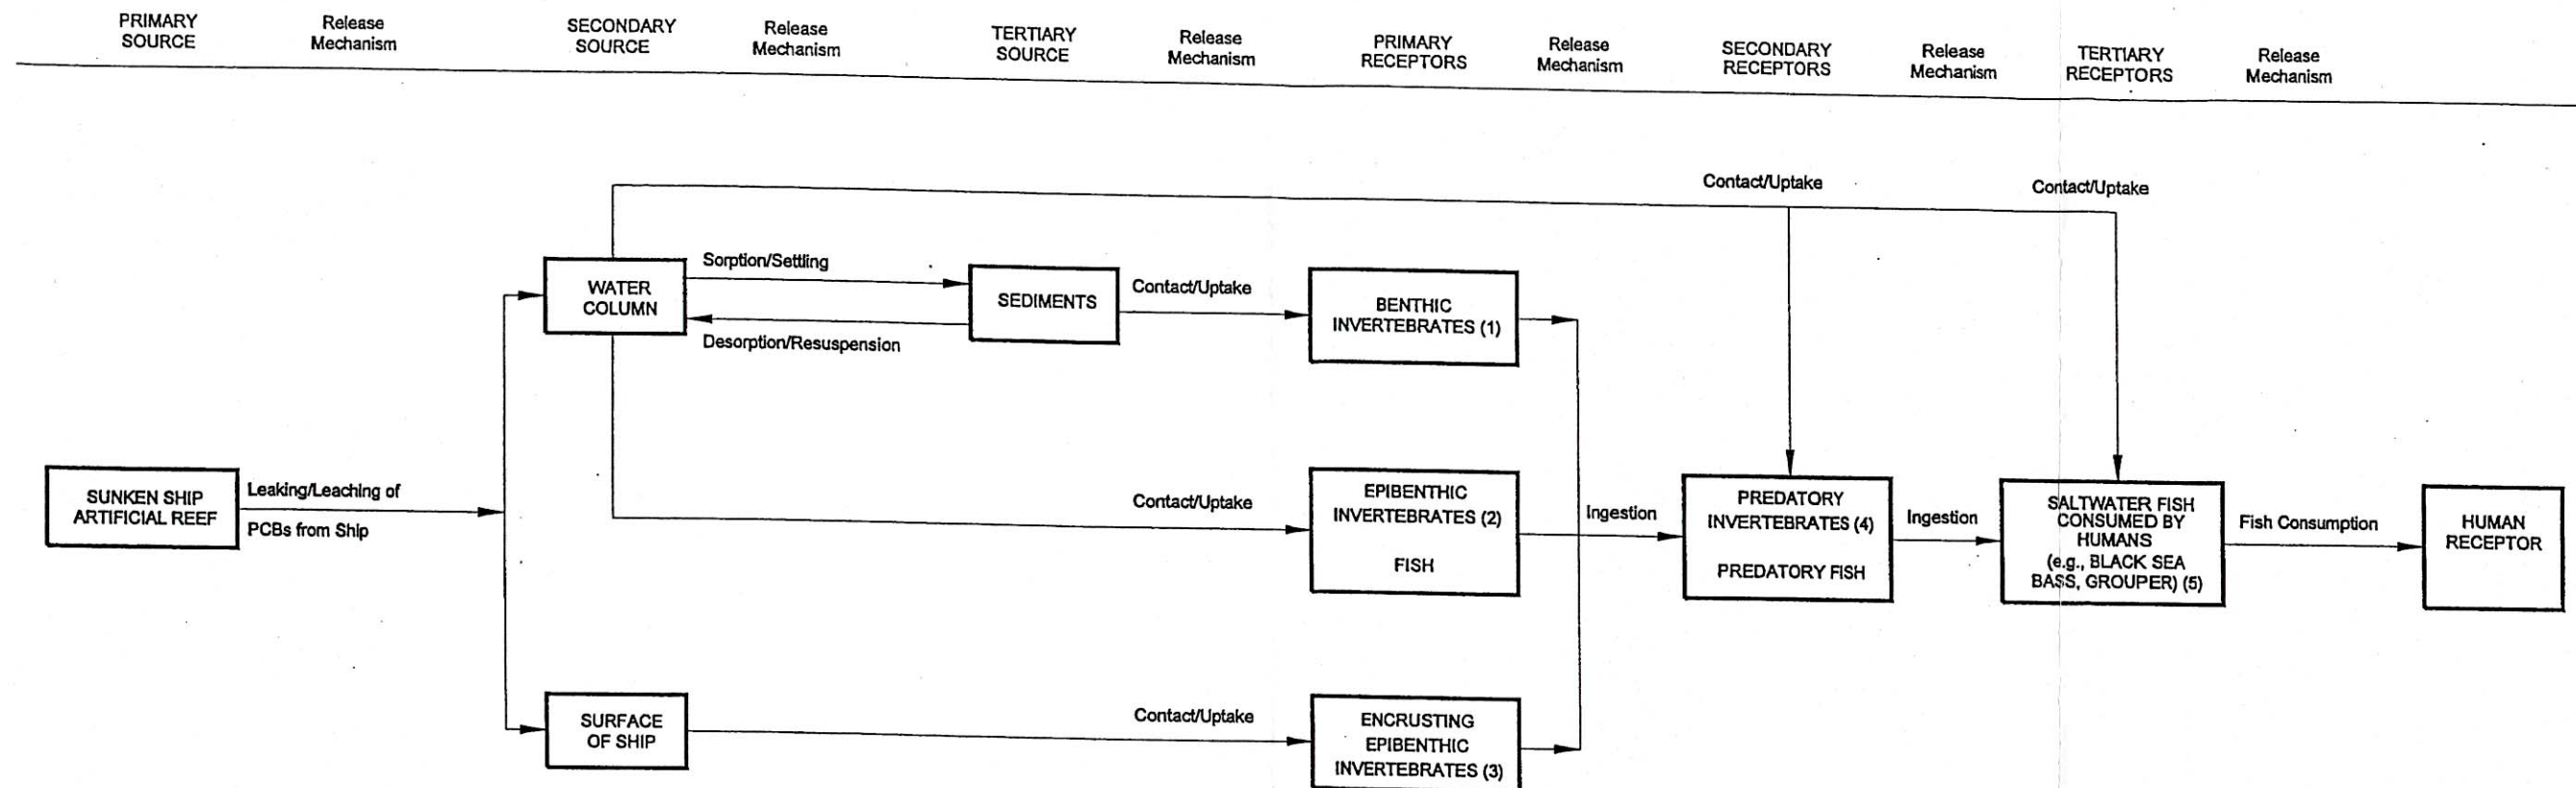 PRIMARY
SOURCE
Release
Mechanism
SECONDARY
SOURCE
Release
Mechanism
TERTIARY
SOURCE
Release
Mechanism
PRIMARY
RECEPTORS
Release
Mechanism
SECONDARY
RECEPTORS
Release
Mechanism
TERTIARY
RECEPTORS
Release
Mechanism
Contact/Uptake
Contact/Uptake
WATER
COLUMN
Sorption/Settling
Desorption/Resuspension
SEDIMENTS
Contact/Uptake
BENTHIC
INVERTEBRATES (1)
SUNKEN SHIP
ARTIFICIAL REEF
Leaking/Leaching of
PCBs from Ship
Contact/Uptake
EPIBENTHIC
INVERTEBRATES (2)
FISH
Ingestion
PREDATORY
INVERTEBRATES (4)
PREDATORY FISH
Ingestion
SALTWATER FISH
CONSUMED BY
HUMANS
(e.g., BLACK SEA
BASS, GROUPER) (5)
Fish Consumption
HUMAN
RECEPTOR
SURFACE
OF SHIP
Contact/Uptake
ENCRUSTING
EPIBENTHIC
INVERTEBRATES (3)